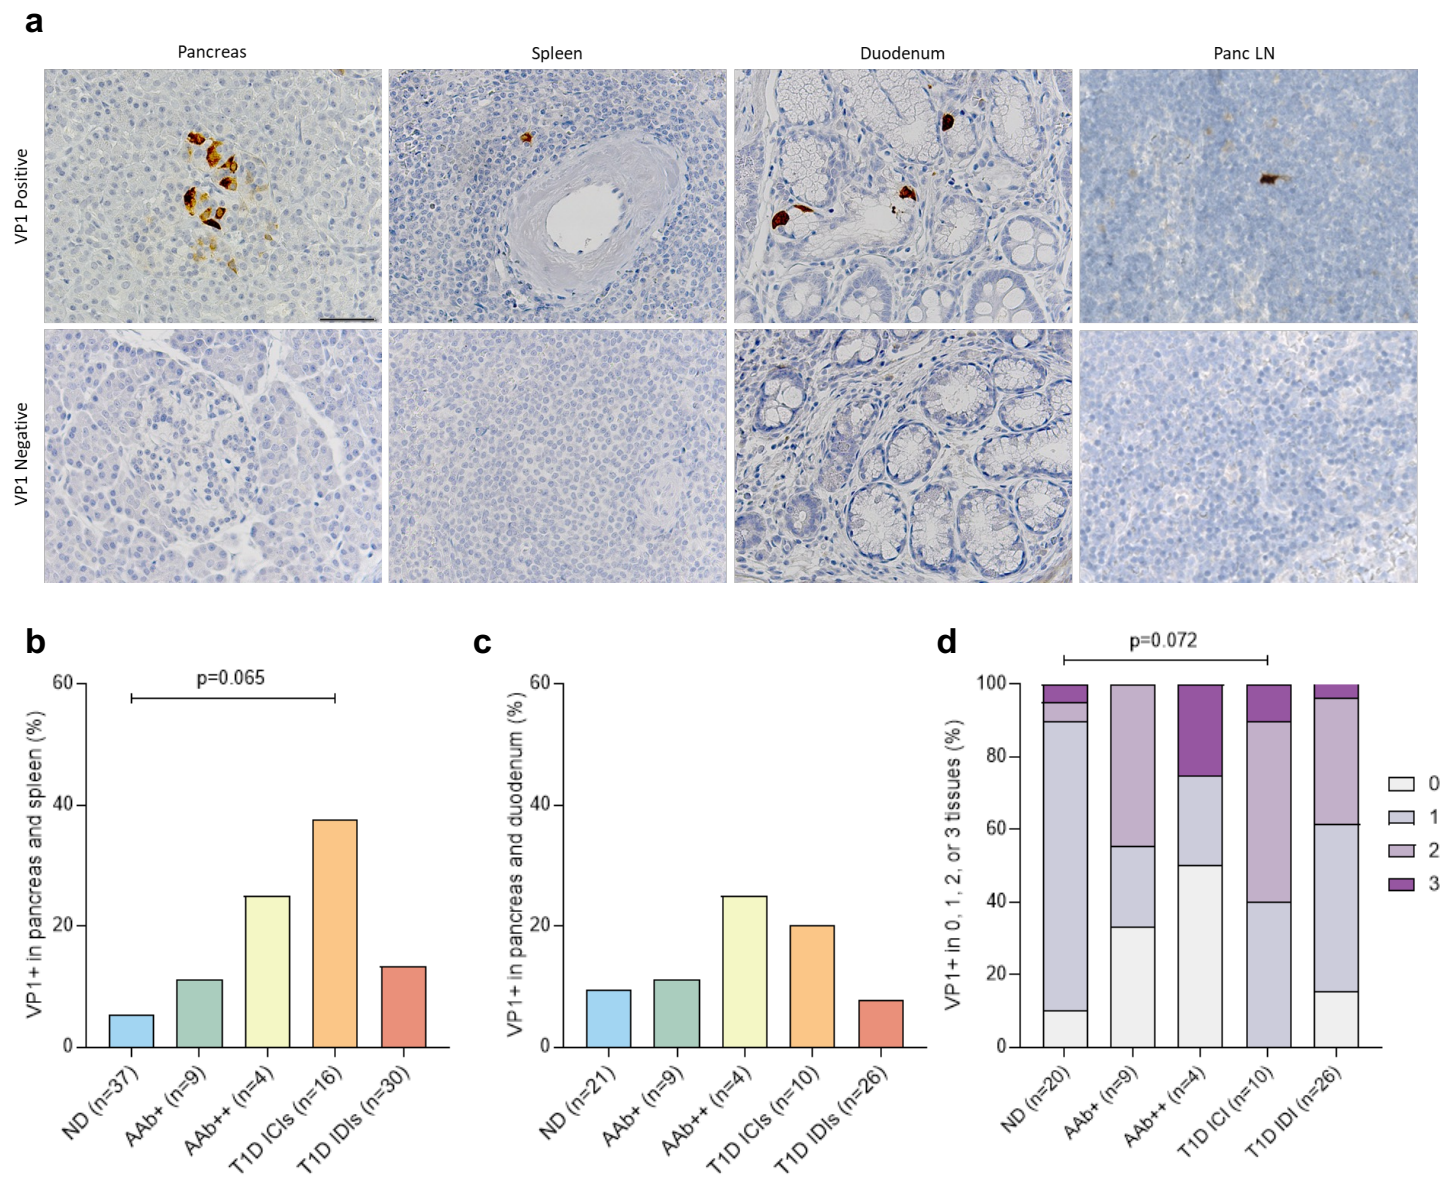 a
Pancreas
Spleen
Duodenum
Panc LN
VP1 Positive
VP1 Negative
b
p=0.065
VP1+ in pancreas and spleen (%)
60
40
20
0
ND (n=37)
AAb+ (n=9)
AAb++ (n=4)
T1D ICIs (n=16)
T1D IDIs (n=30)
c
VP1+ in pancreas and duodenum (%)
60
40
20
0
ND (n=21)
AAb+ (n=9)
AAb++ (n=4)
T1D ICIs (n=10)
T1D IDIs (n=26)
d
p=0.072
VP1+ in 0, 1, 2, or 3 tissues (%)
100
80
60
40
20
0
ND (n=20)
AAb+ (n=9)
AAb++ (n=4)
T1D ICI (n=10)
T1D IDI (n=26)
0
1
2
3